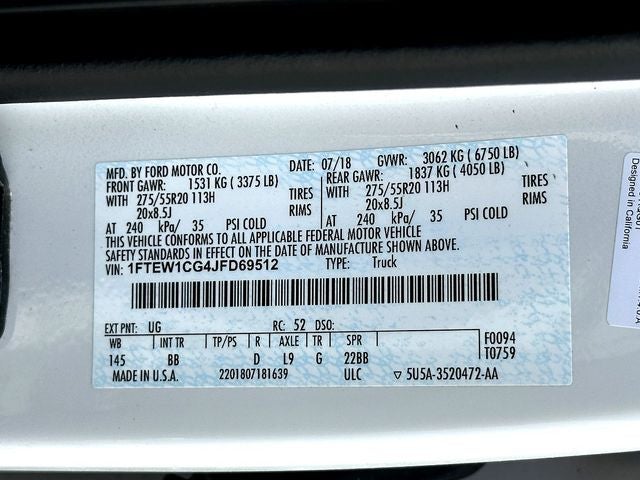 MFD. BY FORD MOTOR CO. DATE: 07/18 GVWR: 3062 KG ( 6750 LB)
FRONT GAWR: 1531 KG ( 3375 LB) REAR GAWR: 1837 KG ( 4050 LB)
WITH 275/55R20 113H TIRES WITH 275/55R20 113H TIRES
20x8.5J RIMS 20x8.5J RIMS
AT 240 kPa/ 35 PSI COLD AT 240 kPa/ 35 PSI COLD
THIS VEHICLE CONFORMS TO ALL APPLICABLE FEDERAL MOTOR VEHICLE
SAFETY STANDARDS IN EFFECT ON THE DATE OF MANUFACTURE SHOWN ABOVE.
VIN: 1FTEW1CG4JFD69512 TYPE: Truck
EXT PNT: UG RC: 52 DSO:
WB INT TR TP/PS R AXLE TR SPR F0094
145 BB D L9 G 22BB T0759
MADE IN U.S.A. 2201807181639 ULC ▽ 5U5A-3520472-AA
Designed in California